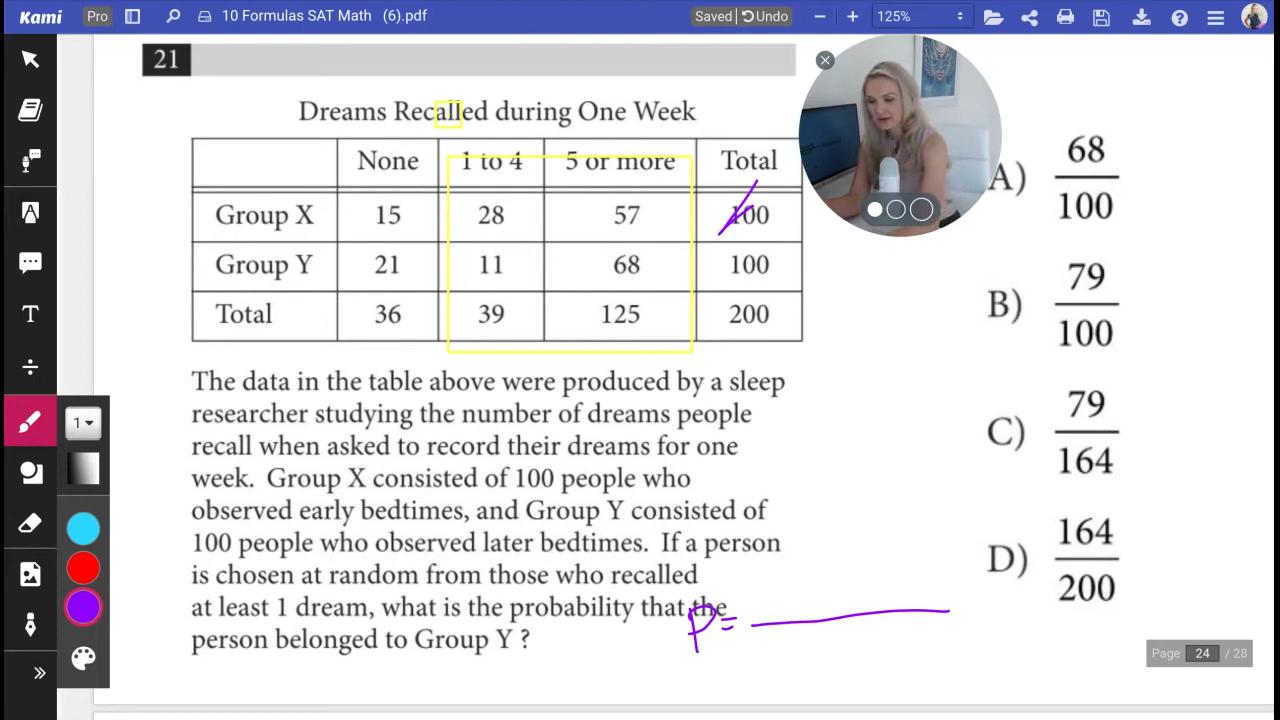 Kami Pro 10 Formulas SAT Math (6).pdf Saved Undo 125%
21
Dreams Recalled during One Week
None 1 to 4 5 or more Total
Group X 15 28 57 100
Group Y 21 11 68 100
Total 36 39 125 200
The data in the table above were produced by a sleep
researcher studying the number of dreams people
recall when asked to record their dreams for one
week. Group X consisted of 100 people who
observed early bedtimes, and Group Y consisted of
100 people who observed later bedtimes. If a person
is chosen at random from those who recalled
at least 1 dream, what is the probability that the
person belonged to Group Y ?
P=
A) 68
100
B) 79
100
C) 79
164
D) 164
200
1
Page 24 / 28